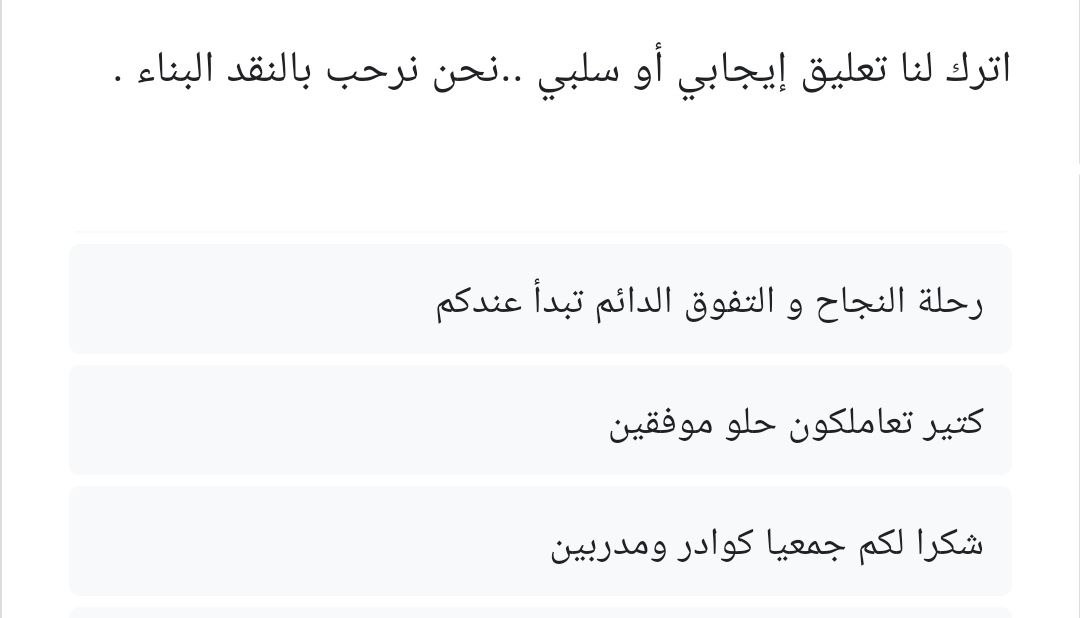 اترك لنا تعليق إيجابي أو سلبي ..نحن نرحب بالنقد البناء .
رحلة النجاح و التفوق الدائم تبدأ عندكم
كتير تعاملكون حلو موفقين
شكرا لكم جمعيا كوادر ومدربين